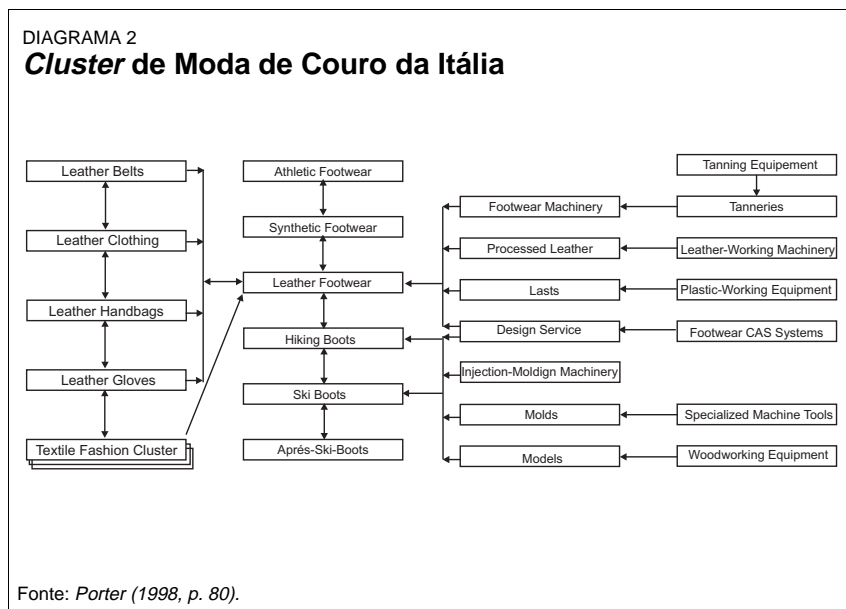 DIAGRAMA 2
Cluster de Moda de Couro da Itália
Leather Belts
Leather Clothing
Leather Handbags
Leather Gloves
Textile Fashion Cluster
Athletic Footwear
Synthetic Footwear
Leather Footwear
Hiking Boots
Ski Boots
Aprés-Ski-Boots
Footwear Machinery
Processed Leather
Lasts
Design Service
Injection-Moldign Machinery
Molds
Models
Tanning Equipement
Tanneries
Leather-Working Machinery
Plastic-Working Equipment
Footwear CAS Systems
Specialized Machine Tools
Woodworking Equipment
Fonte: Porter (1998, p. 80).